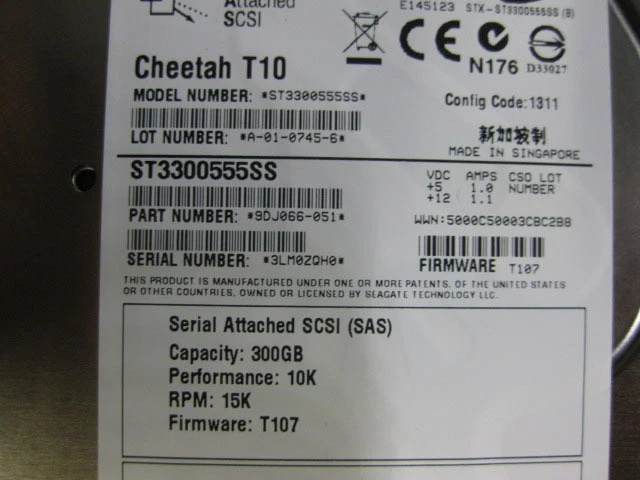 Attached
SCSI
E145123 STX-ST3300555SS (B)
N176
D33027
Cheetah T10
MODEL NUMBER: *ST3300555SS*
Config Code:1311
LOT NUMBER: *A-01-0745-6*
新加坡制
MADE IN SINGAPORE
ST3300555SS
VDC AMPS CSO LOT
+5 1.0 NUMBER
+12 1.1
PART NUMBER: *9DJ066-051*
WWN:5000C50003CBC2B8
SERIAL NUMBER: *3LM0ZQH0*
FIRMWARE T107
THIS PRODUCT IS MANUFACTURED UNDER ONE OR MORE PATENTS, OF THE UNITED STATES
OR OTHER COUNTRIES, OWNED OR LICENSED BY SEAGATE TECHNOLOGY LLC.
Serial Attached SCSI (SAS)
Capacity: 300GB
Performance: 10K
RPM: 15K
Firmware: T107